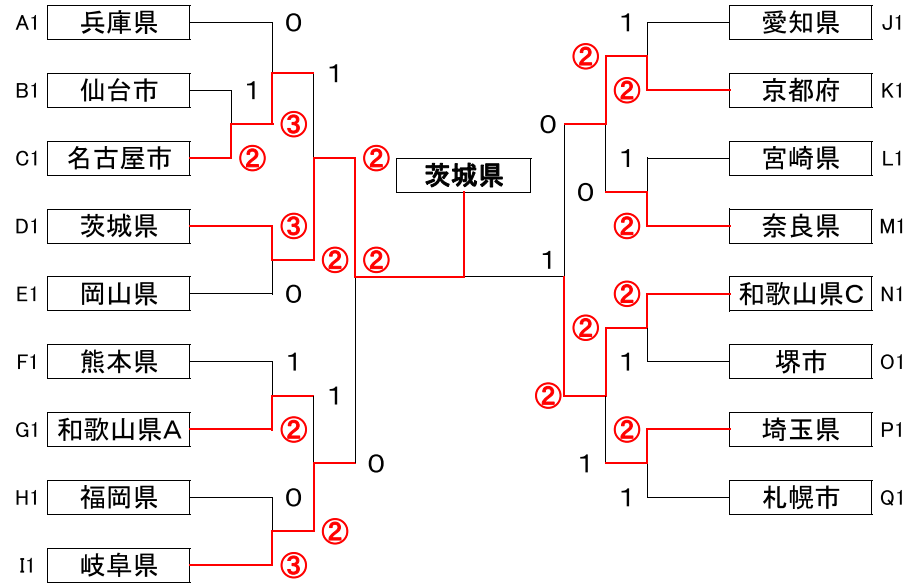 A1 兵庫県 0
B1 仙台市 1
③
C1 名古屋市 ②
1
D1 茨城県 ③
②
E1 岡山県 0
②
②
F1 熊本県 1
G1 和歌山県A ②
1
H1 福岡県 0
②
I1 岐阜県 ③
0
茨城県
1 愛知県 J1
②
② 京都府 K1
0
1 宮崎県 L1
0
② 奈良県 M1
1
② 和歌山県C N1
②
1 堺市 O1
②
② 埼玉県 P1
1
1 札幌市 Q1